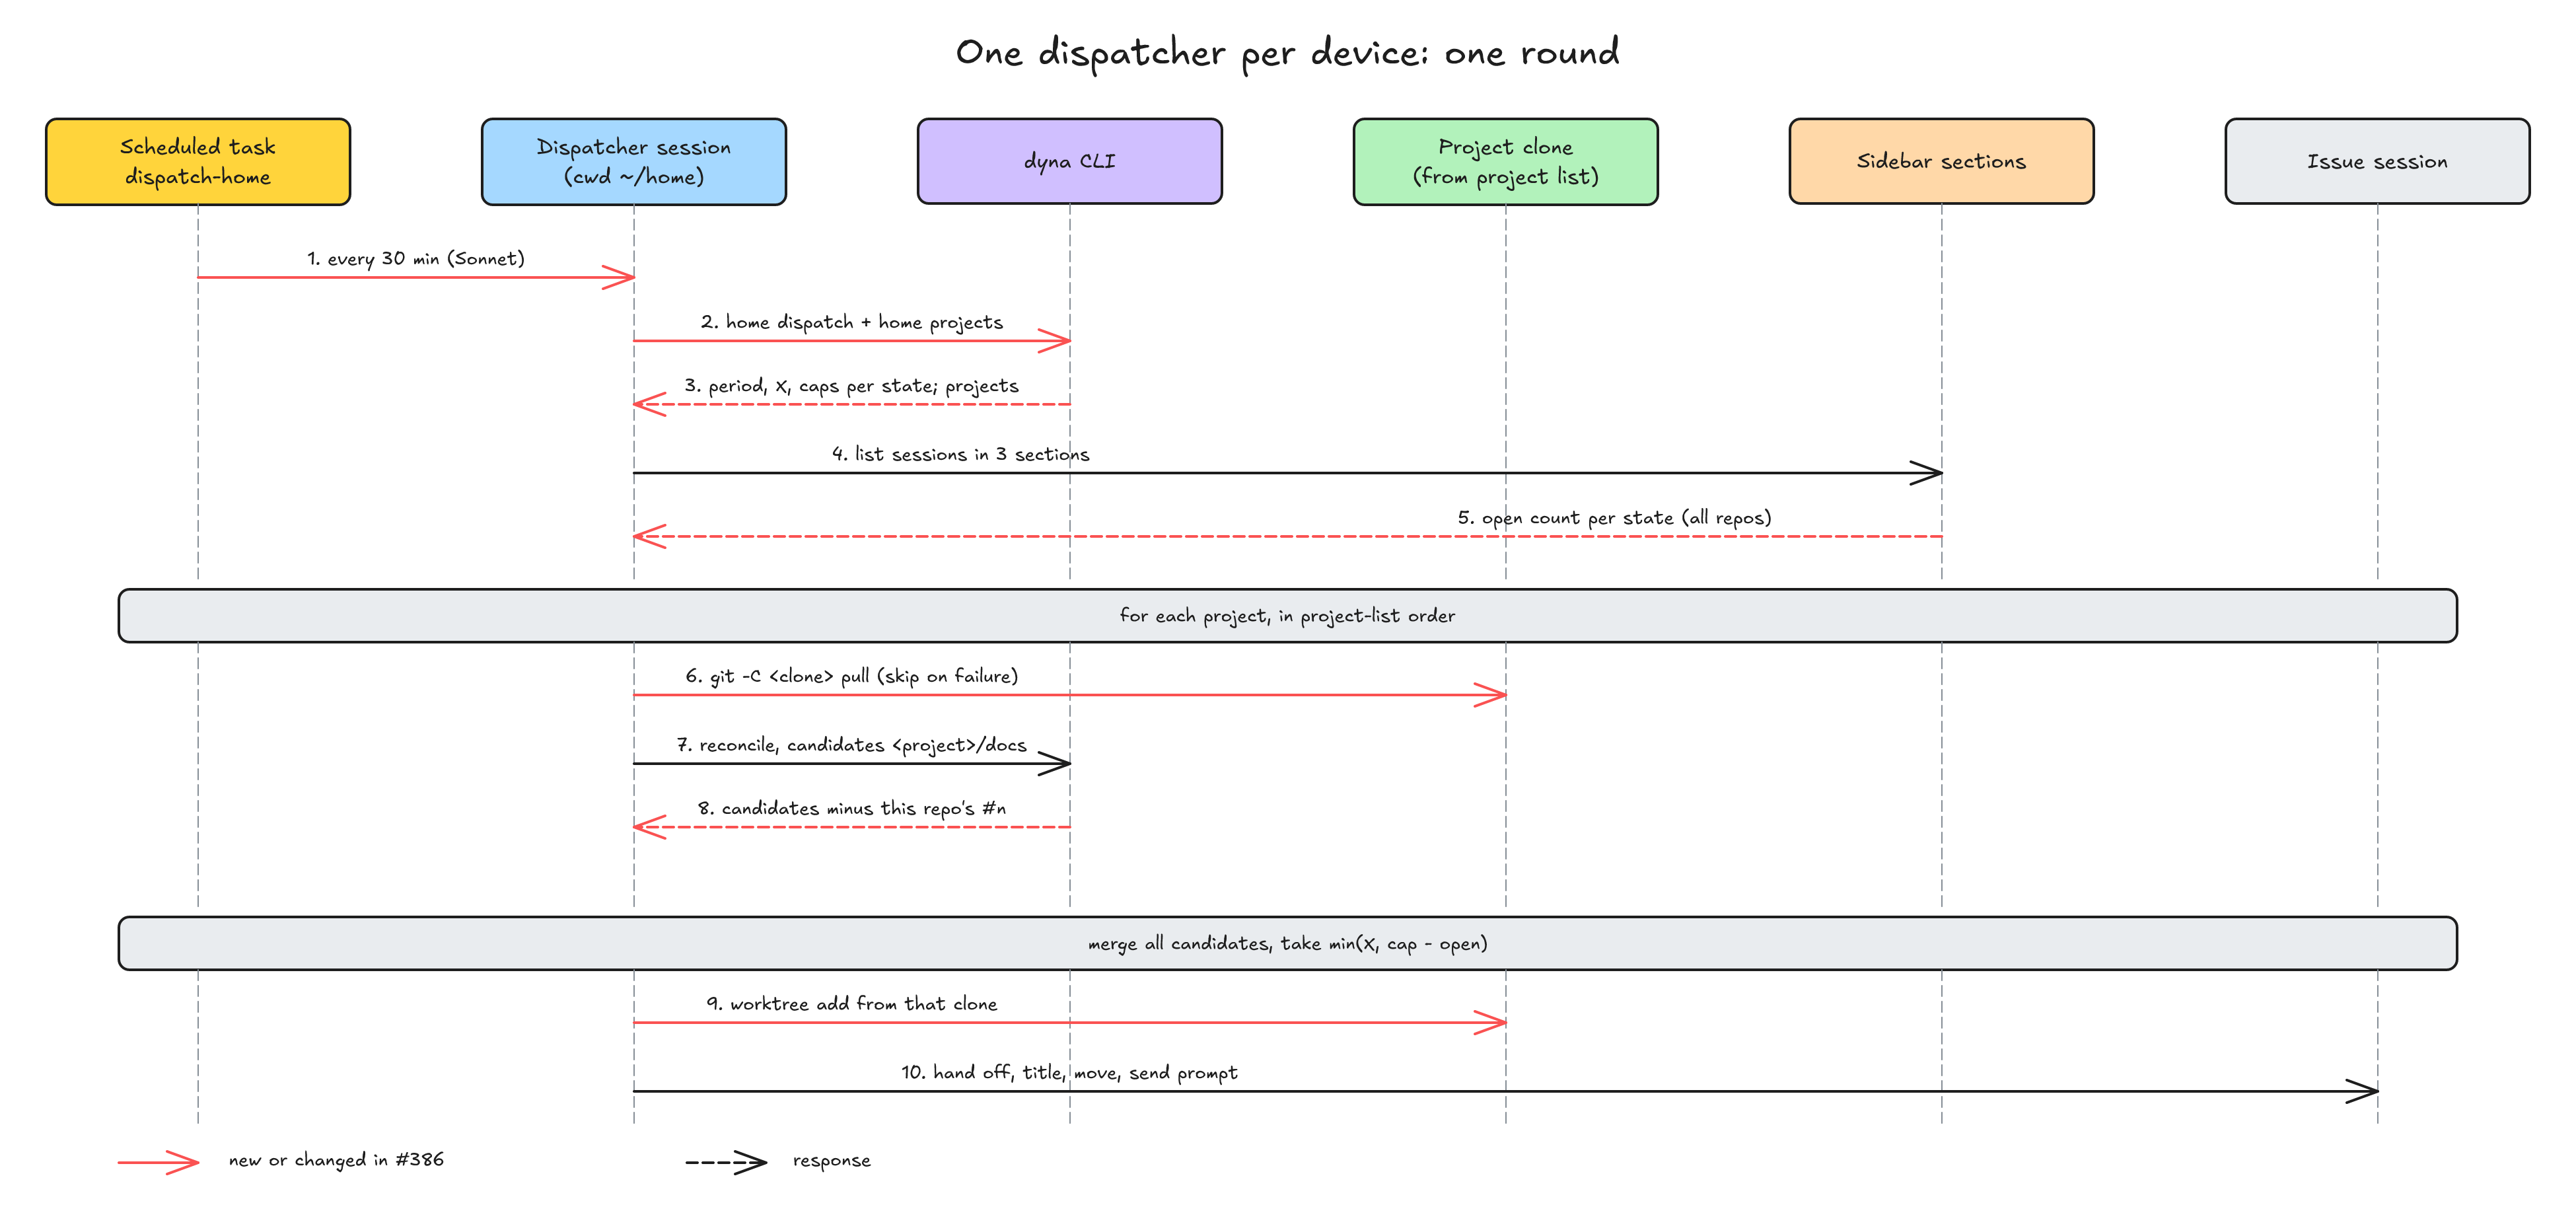 One dispatcher per device: one round
Scheduled task
dispatch-home
Dispatcher session
(cwd ~/home)
dyna CLI
Project clone
(from project list)
Sidebar sections
Issue session
1. every 30 min (Sonnet)
2. home dispatch + home projects
3. period, X, caps per state; projects
4. list sessions in 3 sections
5. open count per state (all repos)
for each project, in project-list order
6. git -C <clone> pull (skip on failure)
7. reconcile, candidates <project>/docs
8. candidates minus this repo's #n
merge all candidates, take min(X, cap - open)
9. worktree add from that clone
10. hand off, title, move, send prompt
new or changed in #386
response